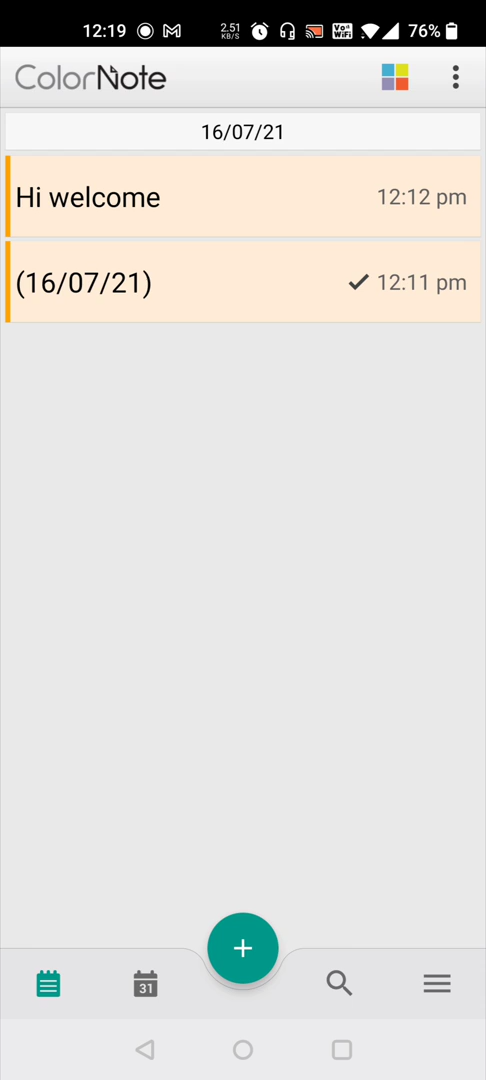 12:19 2.51 KB/S Vo WiFi 76%
ColorNote
16/07/21
Hi welcome 12:12 pm
(16/07/21) 12:11 pm
31